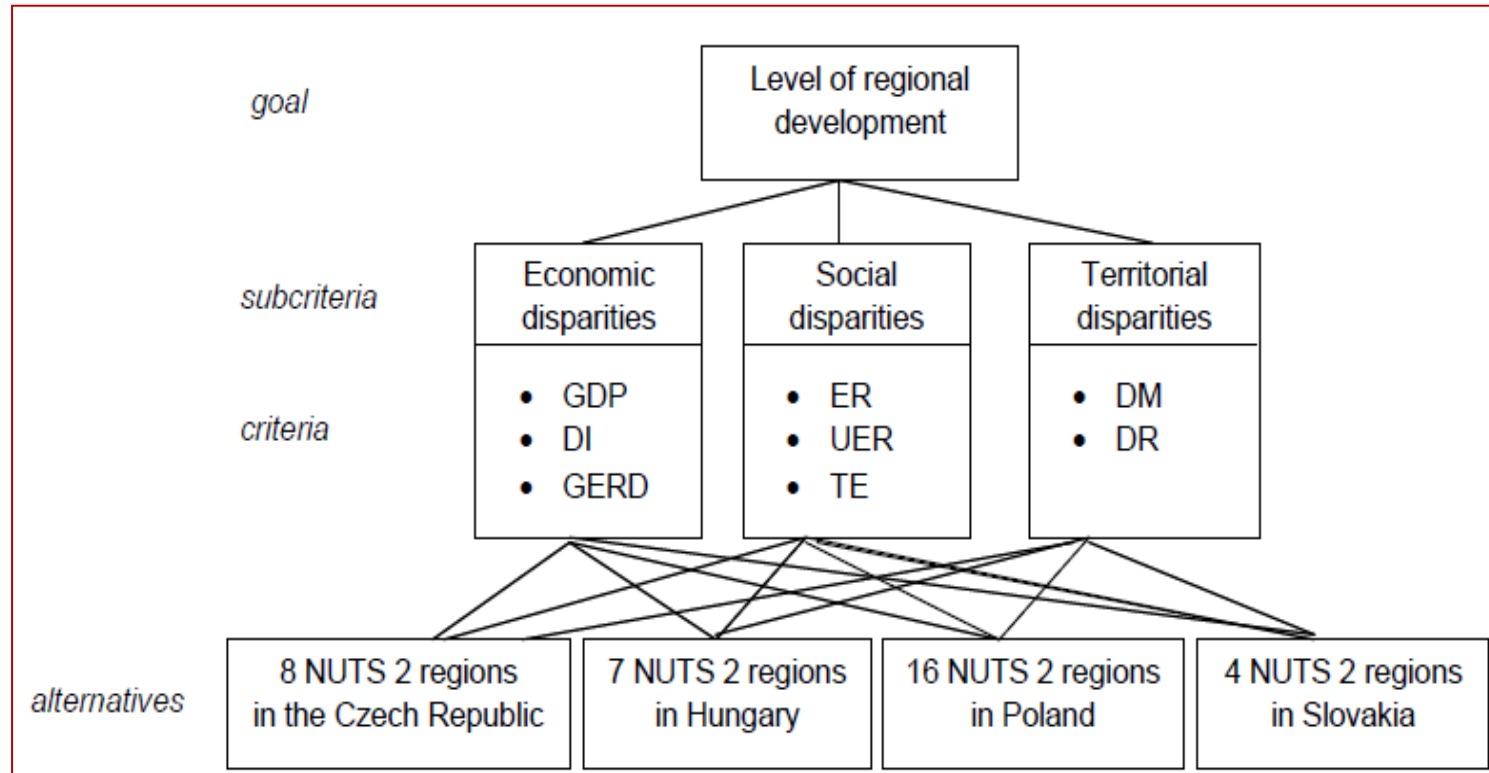 goal
Level of regional
development
subcriteria
Economic
disparities
Social
disparities
Territorial
disparities
criteria
• GDP
• DI
• GERD
• ER
• UER
• TE
• DM
• DR
alternatives
8 NUTS 2 regions
in the Czech Republic
7 NUTS 2 regions
in Hungary
16 NUTS 2 regions
in Poland
4 NUTS 2 regions
in Slovakia